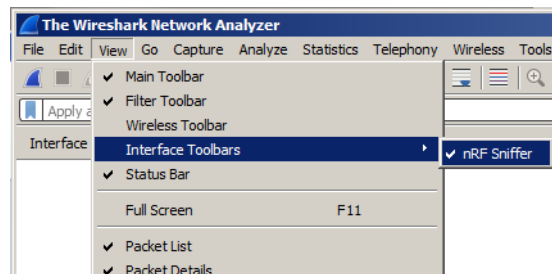 The Wireshark Network Analyzer
File Edit View Go Capture Analyze Statistics Telephony Wireless Tools
Main Toolbar
Apply
Filter Toolbar
Wireless Toolbar
Interface
Interface Toolbars
nRF Sniffer
Status Bar
Full Screen F11
Packet List
Packet Details